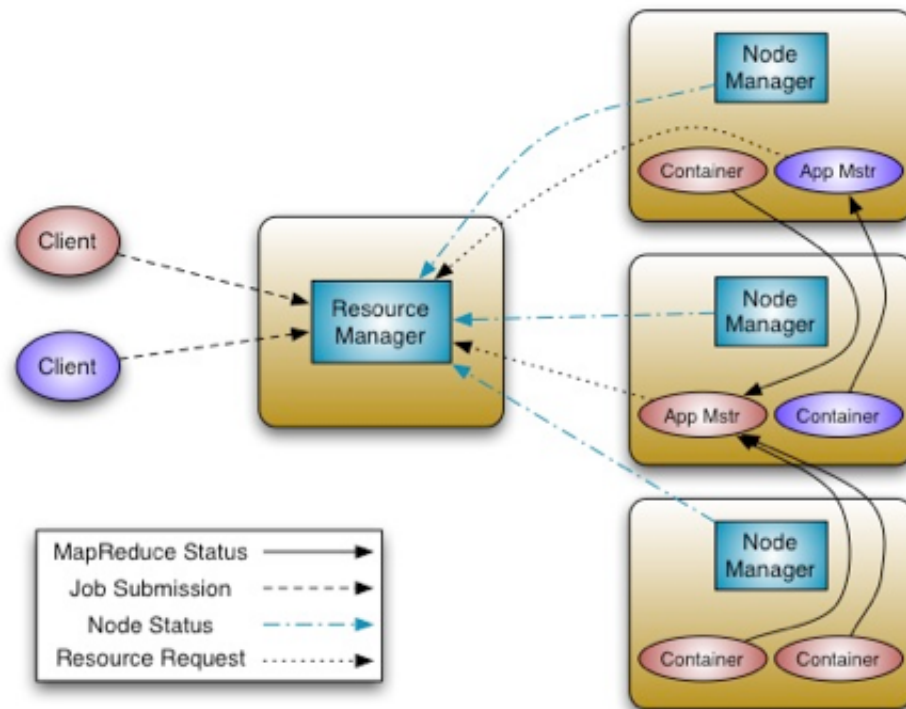 Node
Manager
Container
App Mstr
Client
Resource
Manager
Node
Manager
Client
App Mstr
Container
Node
Manager
MapReduce Status
Job Submission
Node Status
Resource Request
Container
Container